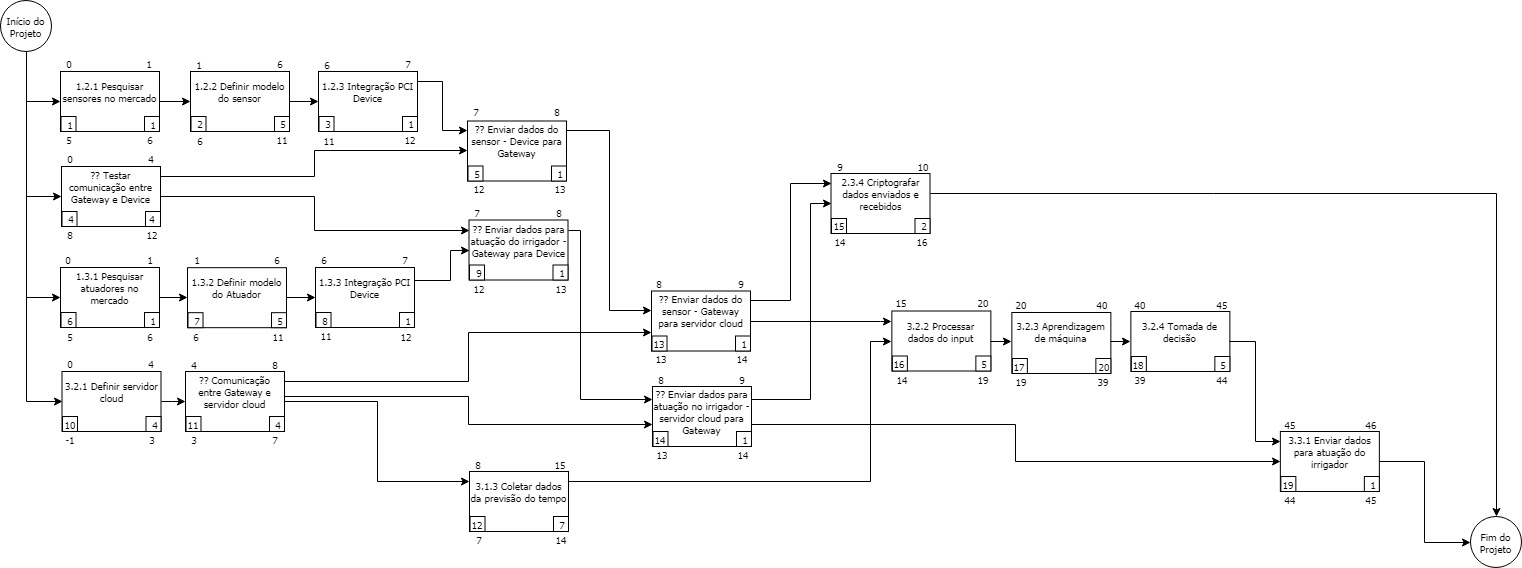 Início do
Projeto
0 1
1.2.1 Pesquisar
sensores no mercado
1 1
5 6
1 6
1.2.2 Definir modelo
do sensor
2 5
6 11
6 7
1.2.3 Integração PCI
Device
3 1
11 12
0 4
?? Testar
comunicação entre
Gateway e Device
4 4
8 12
7 8
?? Enviar dados do
sensor - Device para
Gateway
5 1
12 13
7 8
?? Enviar dados para
atuação do irrigador -
Gateway para Device
9 1
12 13
0 1
1.3.1 Pesquisar
atuadores no
mercado
6 1
5 6
1 6
1.3.2 Definir modelo
do Atuador
7 5
6 11
6 7
1.3.3 Integração PCI
Device
8 1
11 12
0 4
3.2.1 Definir servidor
cloud
10 4
-1 3
4 8
?? Comunicação
entre Gateway e
servidor cloud
11 4
3 7
8 15
3.1.3 Coletar dados
da previsão do tempo
12 7
7 14
8 9
?? Enviar dados do
sensor - Gateway
para servidor cloud
13 1
13 14
8 9
?? Enviar dados para
atuação no irrigador -
servidor cloud para
Gateway
14 1
13 14
9 10
2.3.4 Criptografar
dados enviados e
recebidos
15 2
14 16
15 20
3.2.2 Processar
dados do input
16 5
14 19
20 40
3.2.3 Aprendizagem
de máquina
17 20
19 39
40 45
3.2.4 Tomada de
decisão
18 5
39 44
45 46
3.3.1 Enviar dados
para atuação do
irrigador
19 1
44 45
Fim do
Projeto